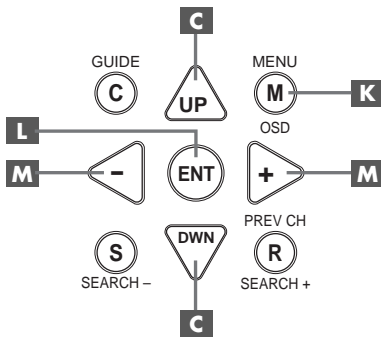 C
GUIDE
MENU
C
UP
M
K
OSD
L
M
-
ENT
+
M
PREV CH
S
DWN
R
SEARCH –
SEARCH +
C